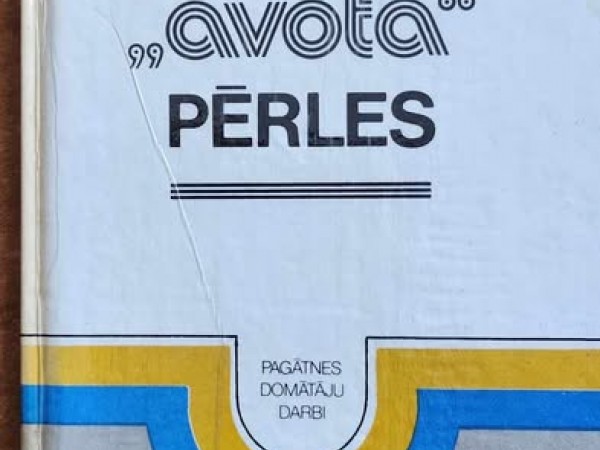 „avota“
PĒRLES
PAGĀTNES
DOMĀTĀJU
DARBI